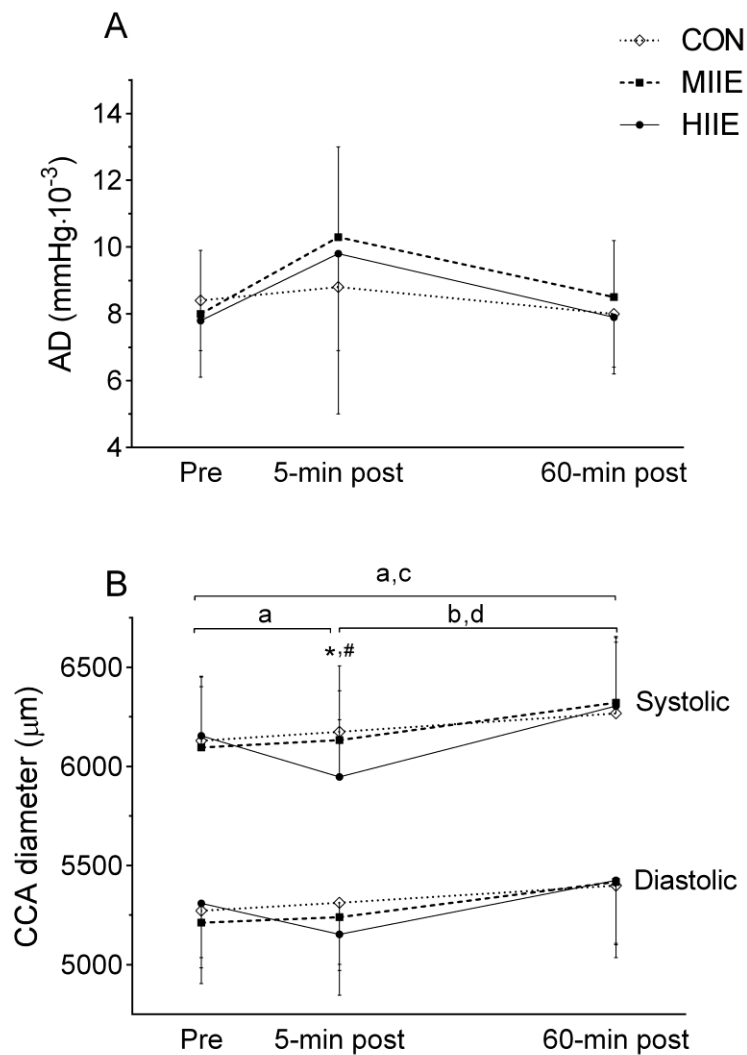 A
CON
MIIE
HIIE
AD (mmHg·10⁻³)
14
12
10
8
6
4
Pre 5-min post 60-min post
B
a,c
a b,d
*,#
CCA diameter (μm)
6500
6000
5500
5000
Systolic
Diastolic
Pre 5-min post 60-min post